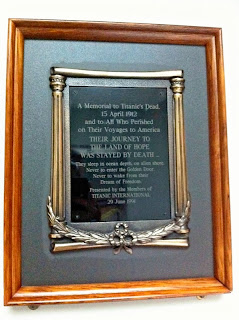 A Memorial to Titanic's Dead,
15 April 1912
and to All Who Perished
on Their Voyages to America
THEIR JOURNEY TO
THE LAND OF HOPE
WAS STAYED BY DEATH ...
They sleep in ocean depth, on alien shore
Never to enter the Golden Door
Never to wake from their
Dream of Freedom
Presented by the Members of
TITANIC INTERNATIONAL
20 June